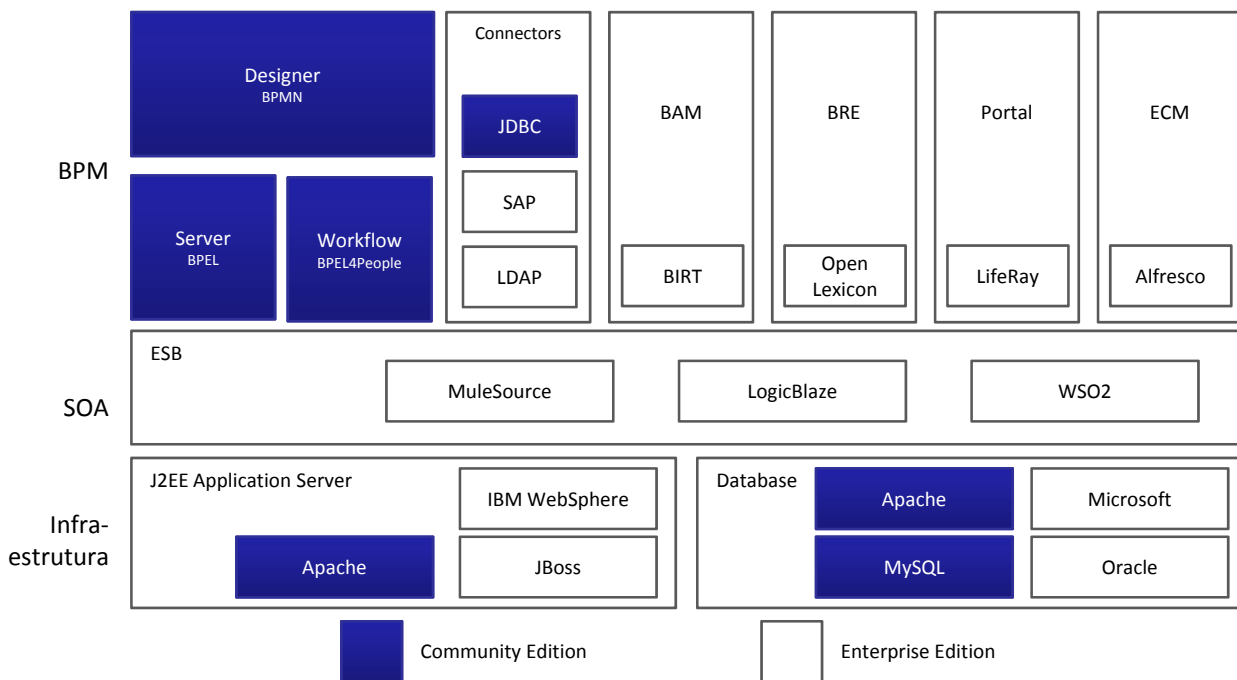 BPM
Designer
BPMN
Server
BPEL
Workflow
BPEL4People
Connectors
JDBC
SAP
LDAP
BAM
BIRT
BRE
Open
Lexicon
Portal
LifeRay
ECM
Alfresco
SOA
ESB
MuleSource
LogicBlaze
WSO2
Infra-
estrutura
J2EE Application Server
IBM WebSphere
Apache
JBoss
Database
Apache
Microsoft
MySQL
Oracle
Community Edition
Enterprise Edition